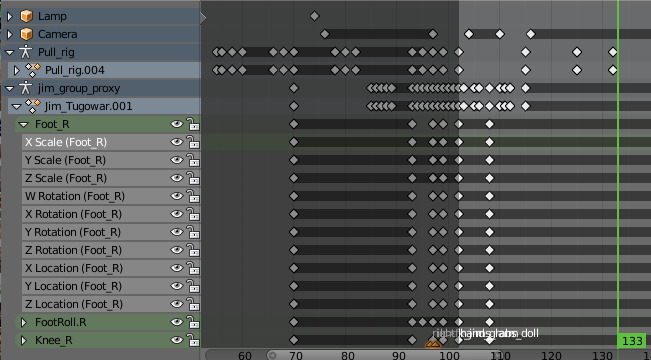 Lamp
Camera
Pull_rig
Pull_rig.004
jim_group_proxy
Jim_Tugowar.001
Foot_R
X Scale (Foot_R)
Y Scale (Foot_R)
Z Scale (Foot_R)
W Rotation (Foot_R)
X Rotation (Foot_R)
Y Rotation (Foot_R)
Z Rotation (Foot_R)
X Location (Foot_R)
Y Location (Foot_R)
Z Location (Foot_R)
FootRoll.R
Knee_R
doll
60 70 80 90 100 110 120 130
133